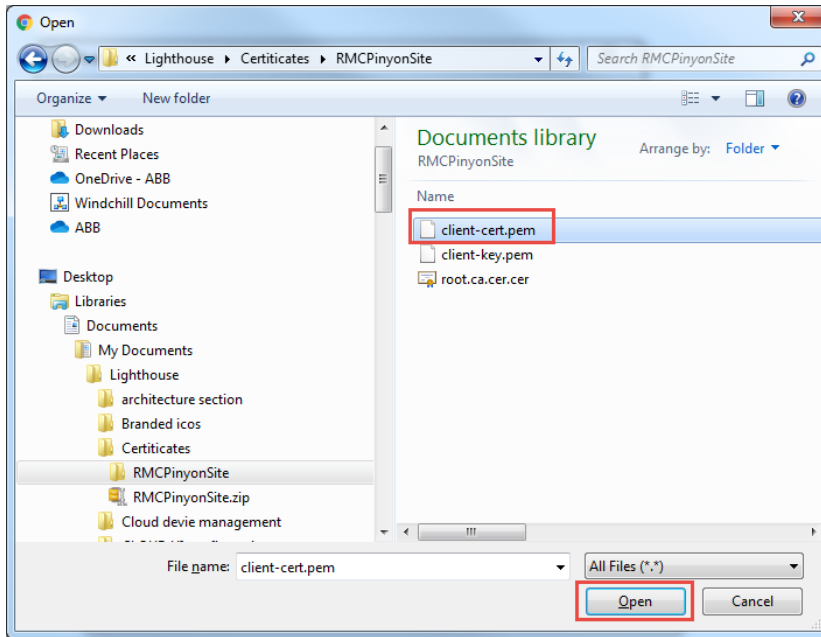 Open
« Lighthouse ▸ Certiticates ▸ RMCPinyonSite
Search RMCPinyonSite
Organize
New folder
Downloads
Recent Places
OneDrive - ABB
Windchill Documents
ABB
Desktop
Libraries
Documents
My Documents
Lighthouse
architecture section
Branded icos
Certiticates
RMCPinyonSite
RMCPinyonSite.zip
Cloud devie management
Documents library
RMCPinyonSite
Arrange by: Folder
Name
client-cert.pem
client-key.pem
root.ca.cer.cer
File name: client-cert.pem
All Files (*.*)
Open
Cancel